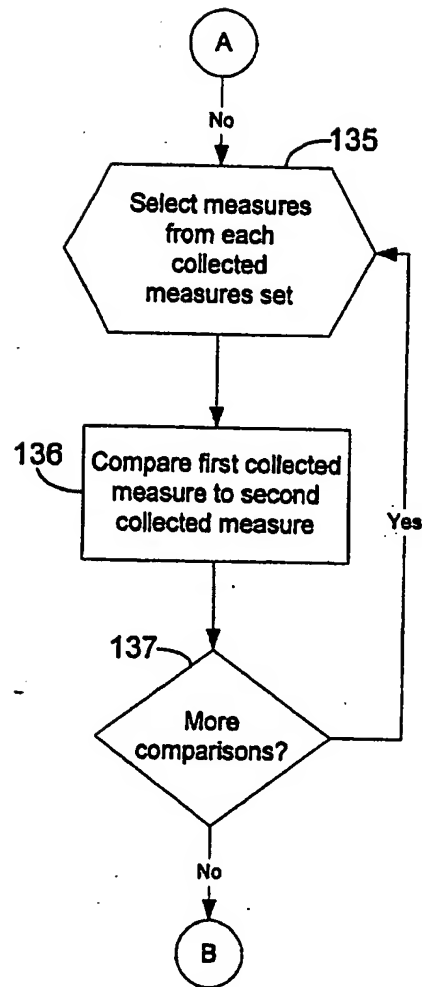 A
No
135
Select measures
from each
collected
measures set
136
Compare first collected
measure to second
collected measure
Yes
137
More
comparisons?
No
B